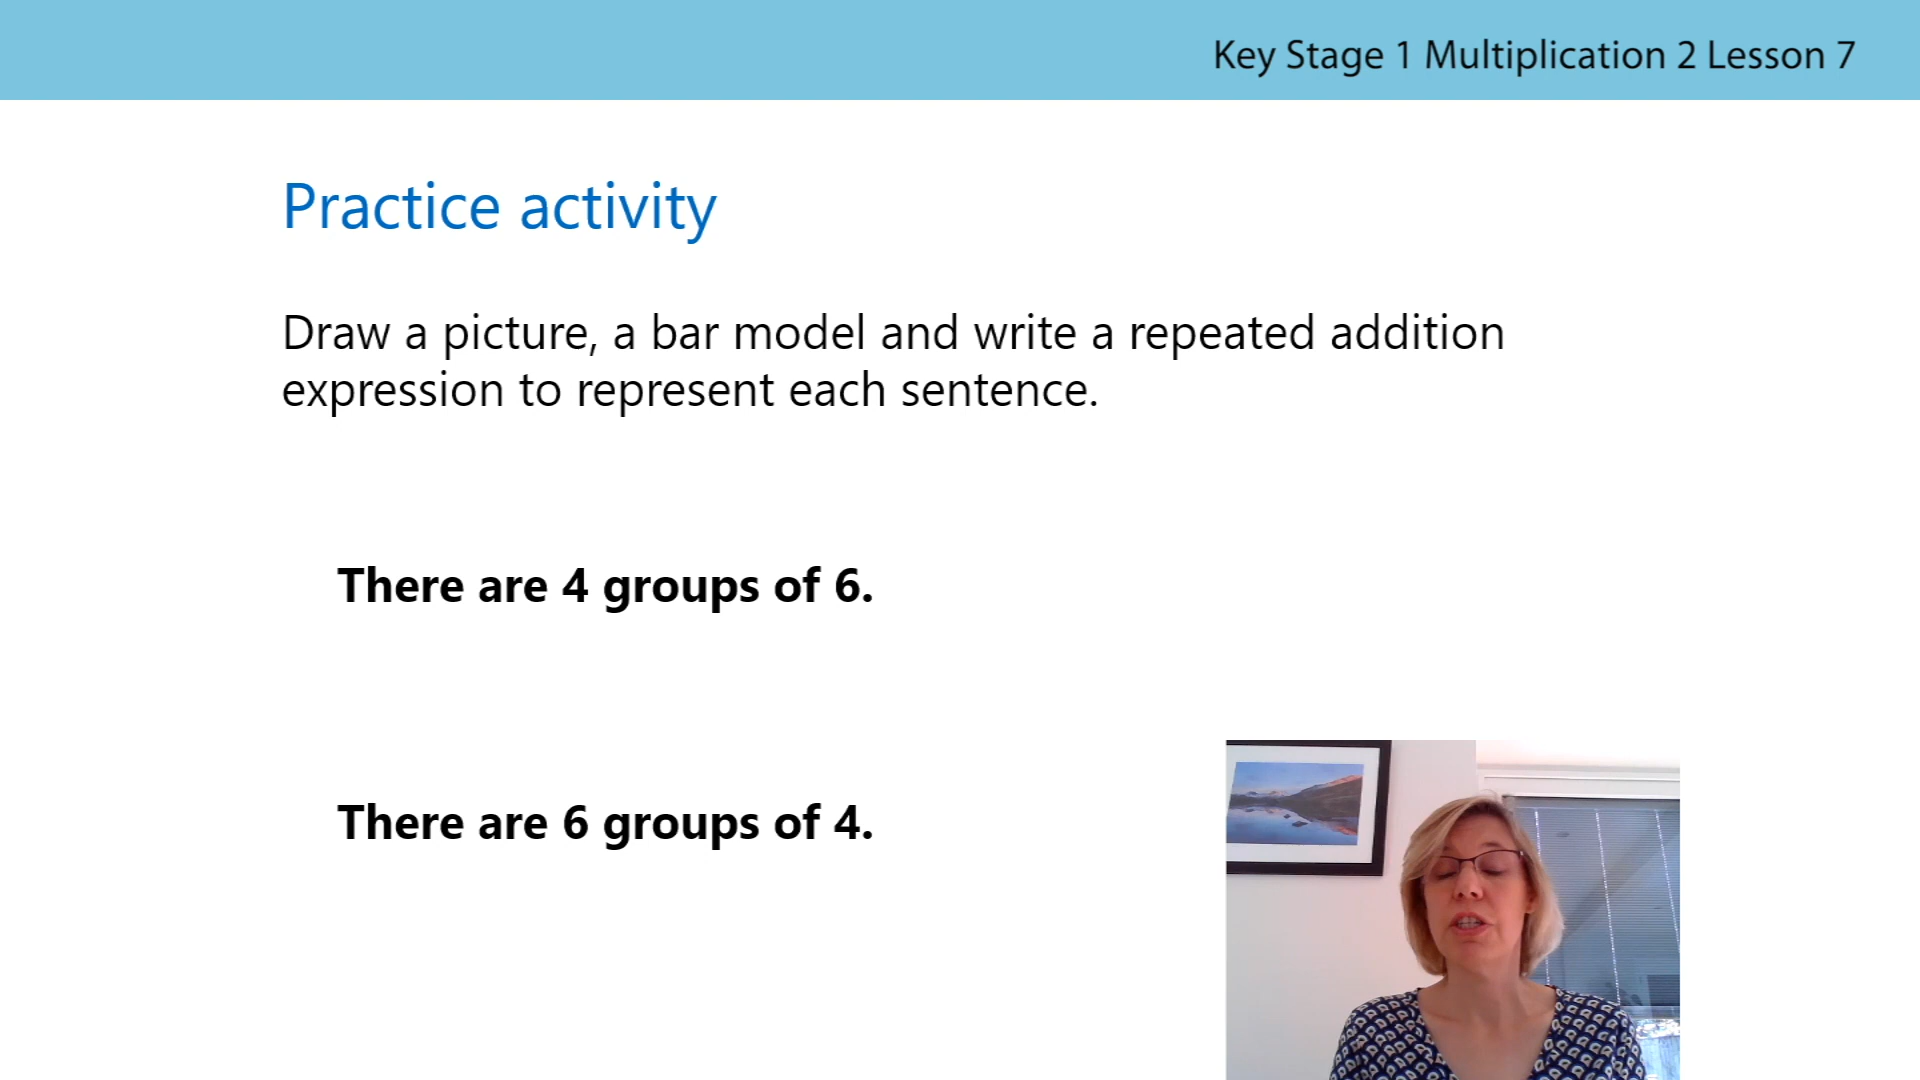 Key Stage 1 Multiplication 2 Lesson 7
Practice activity
Draw a picture, a bar model and write a repeated addition
expression to represent each sentence.
There are 4 groups of 6.
There are 6 groups of 4.